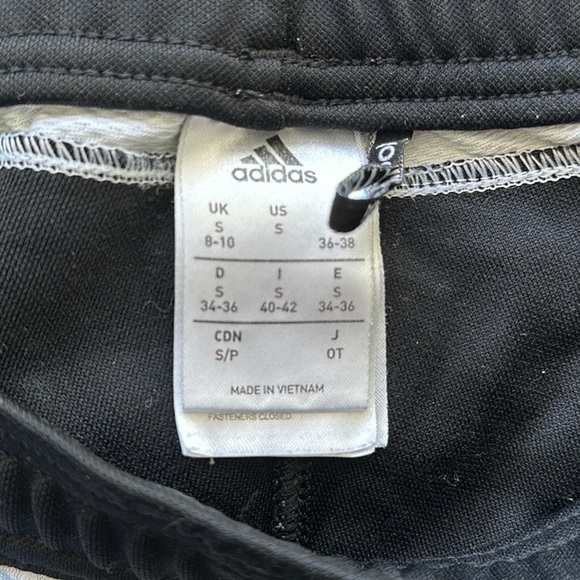 adidas
UK US
S S
8-10 36-38
D I E
S S S
34-36 40-42 34-36
CDN J
S/P OT
MADE IN VIETNAM
FASTENERS CLOSED